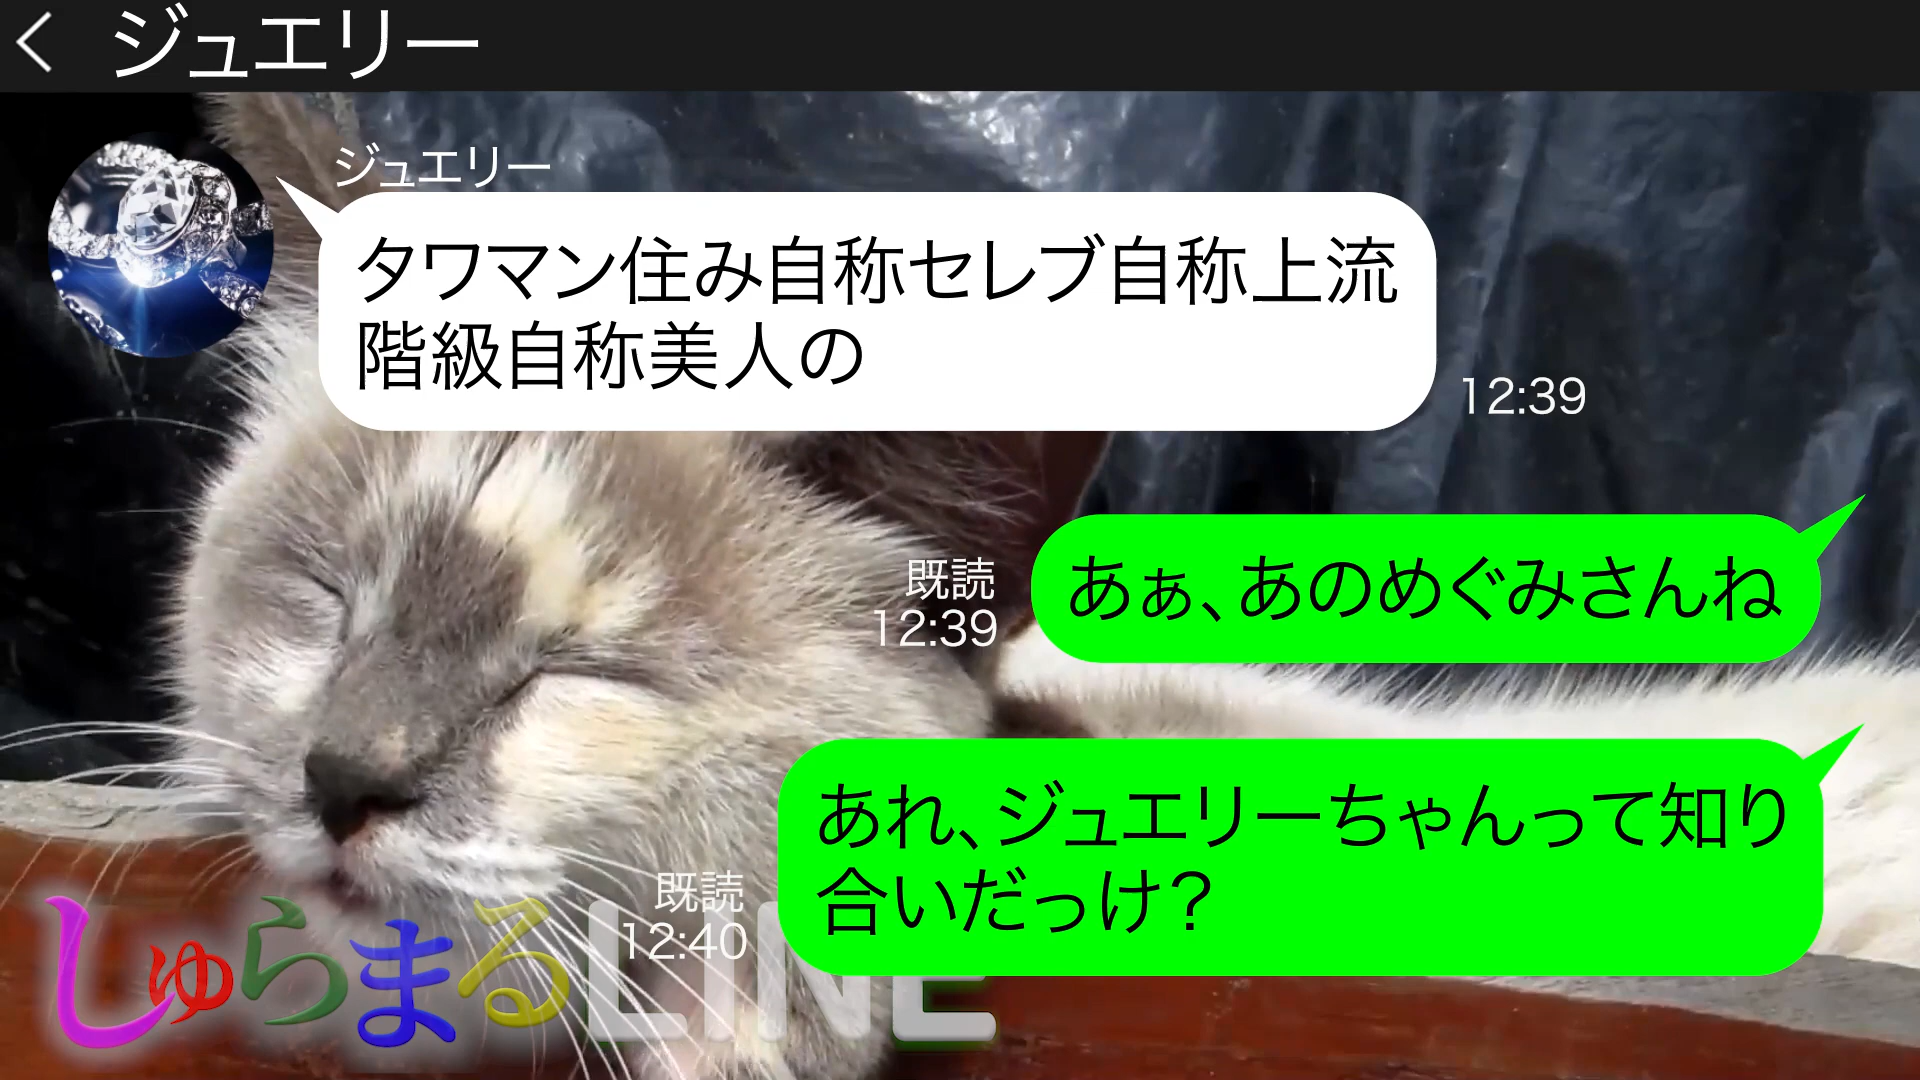 ジュエリー
ジュエリー
タワマン住み自称セレブ自称上流
階級自称美人の
12:39
あぁ、あのめぐみさんね
既読
12:39
あれ、ジュエリーちゃんって知り
合いだっけ？
既読
12:40
しゅらまるLINE